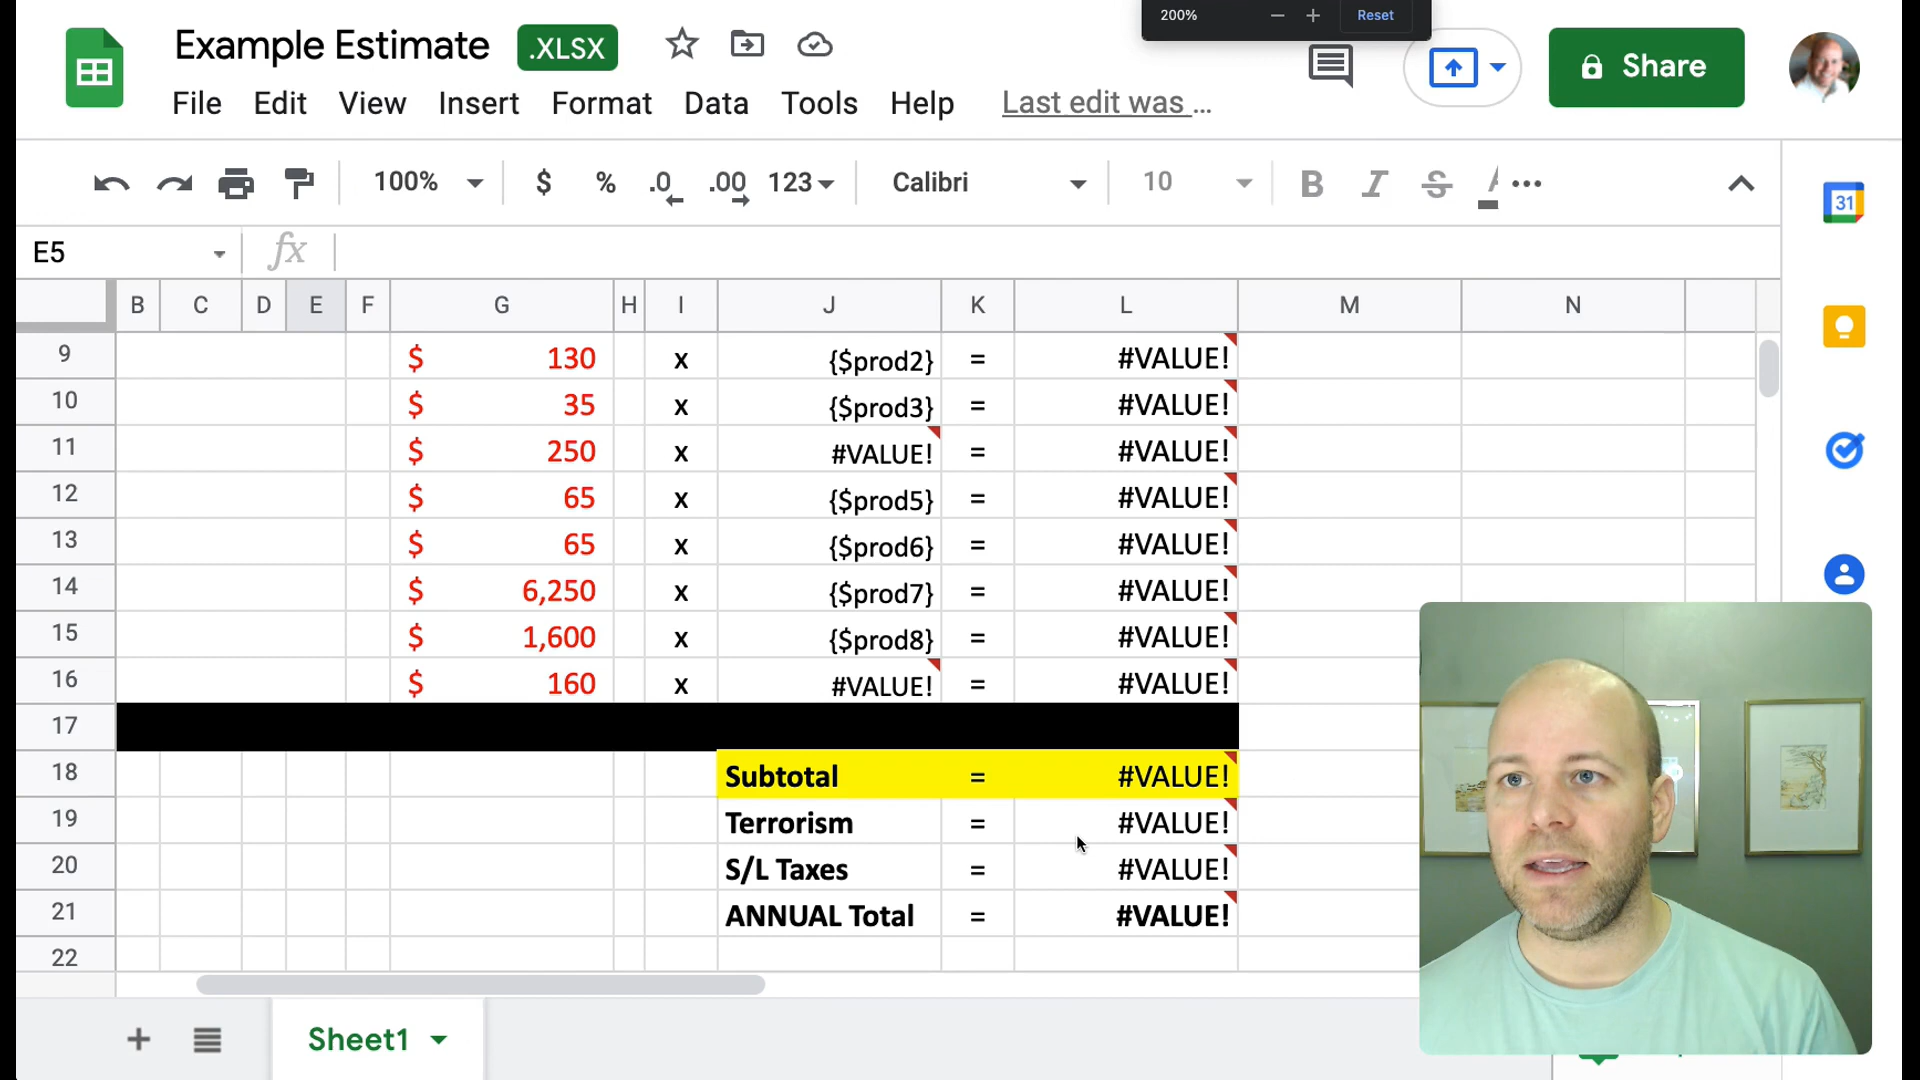 200% Reset
Example Estimate .XLSX
Share
File Edit View Insert Format Data Tools Help Last edit was ...
100% $ % .0 .00 123 Calibri 10 B I S A
31
E5 fx
B C D E F G H I J K L M N
9 $ 130 x {$prod2} = #VALUE!
10 $ 35 x {$prod3} = #VALUE!
11 $ 250 x #VALUE! = #VALUE!
12 $ 65 x {$prod5} = #VALUE!
13 $ 65 x {$prod6} = #VALUE!
14 $ 6,250 x {$prod7} = #VALUE!
15 $ 1,600 x {$prod8} = #VALUE!
16 $ 160 x #VALUE! = #VALUE!
17
18 Subtotal = #VALUE!
19 Terrorism = #VALUE!
20 S/L Taxes = #VALUE!
21 ANNUAL Total = #VALUE!
22
Sheet1